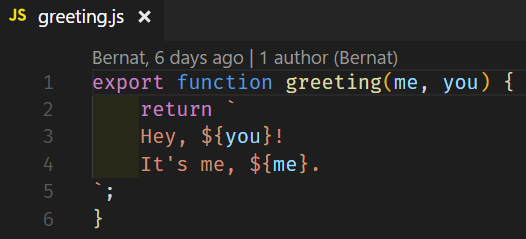 JS greeting.js ×
Bernat, 6 days ago | 1 author (Bernat)
1 export function greeting(me, you) {
2     return `
3     Hey, ${you}!
4     It's me, ${me}.
5 `;
6 }